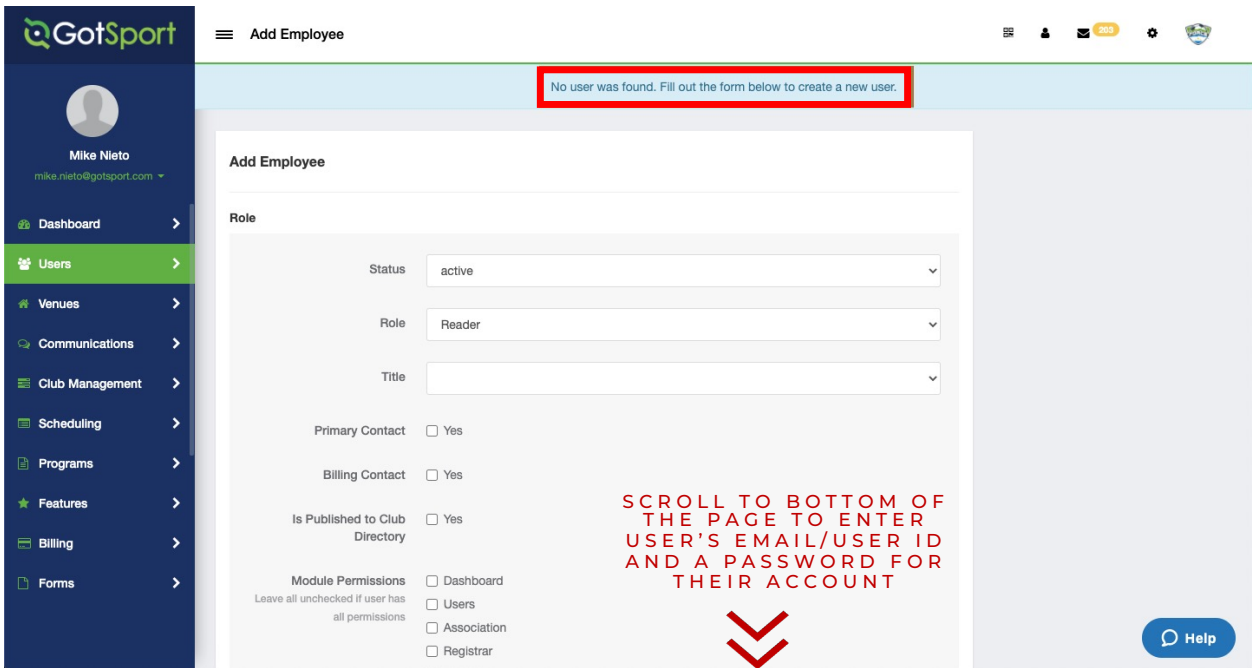 GotSport
Add Employee
203
No user was found. Fill out the form below to create a new user.
Mike Nieto
mike.nieto@gotsport.com
Dashboard
Users
Venues
Communications
Club Management
Scheduling
Programs
Features
Billing
Forms
Add Employee
Role
Status active
Role Reader
Title
Primary Contact Yes
Billing Contact Yes
Is Published to Club Yes
Directory
Module Permissions Dashboard
Leave all unchecked if user has
all permissions
Users
Association
Registrar
SCROLL TO BOTTOM OF
THE PAGE TO ENTER
USER'S EMAIL/USER ID
AND A PASSWORD FOR
THEIR ACCOUNT
Help